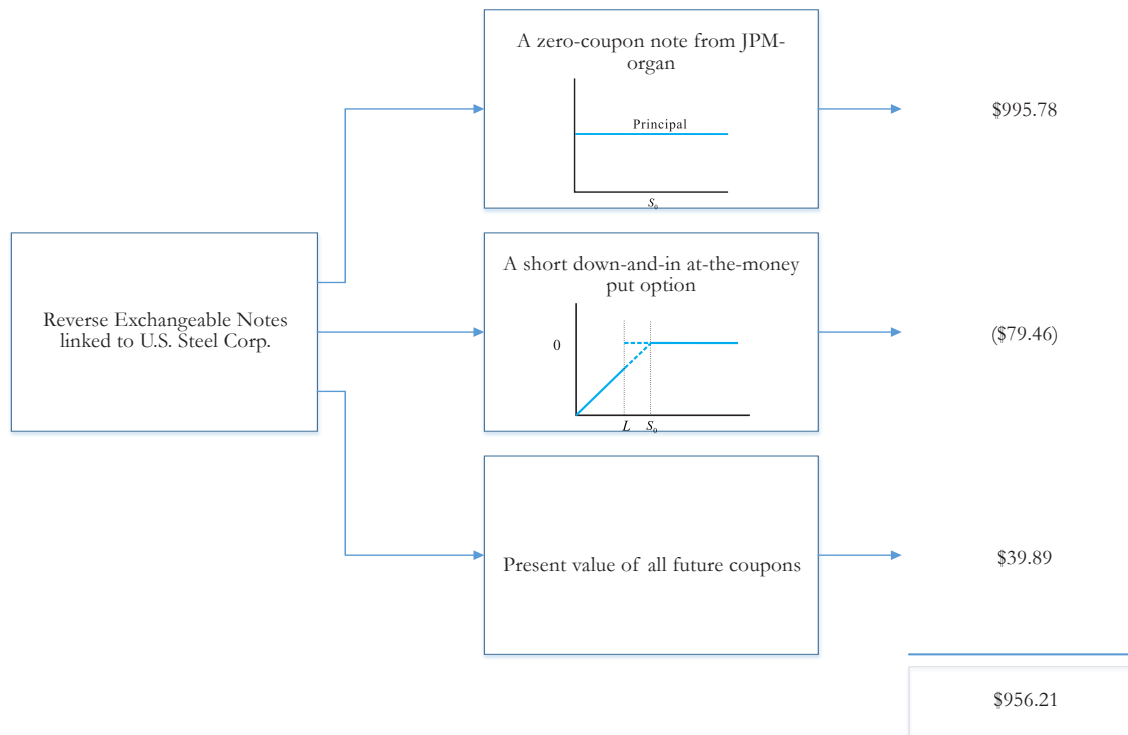 A zero-coupon note from JPM-
organ
Principal
S₀
$995.78
Reverse Exchangeable Notes
linked to U.S. Steel Corp.
A short down-and-in at-the-money
put option
0
L S₀
($79.46)
Present value of all future coupons
$39.89
$956.21